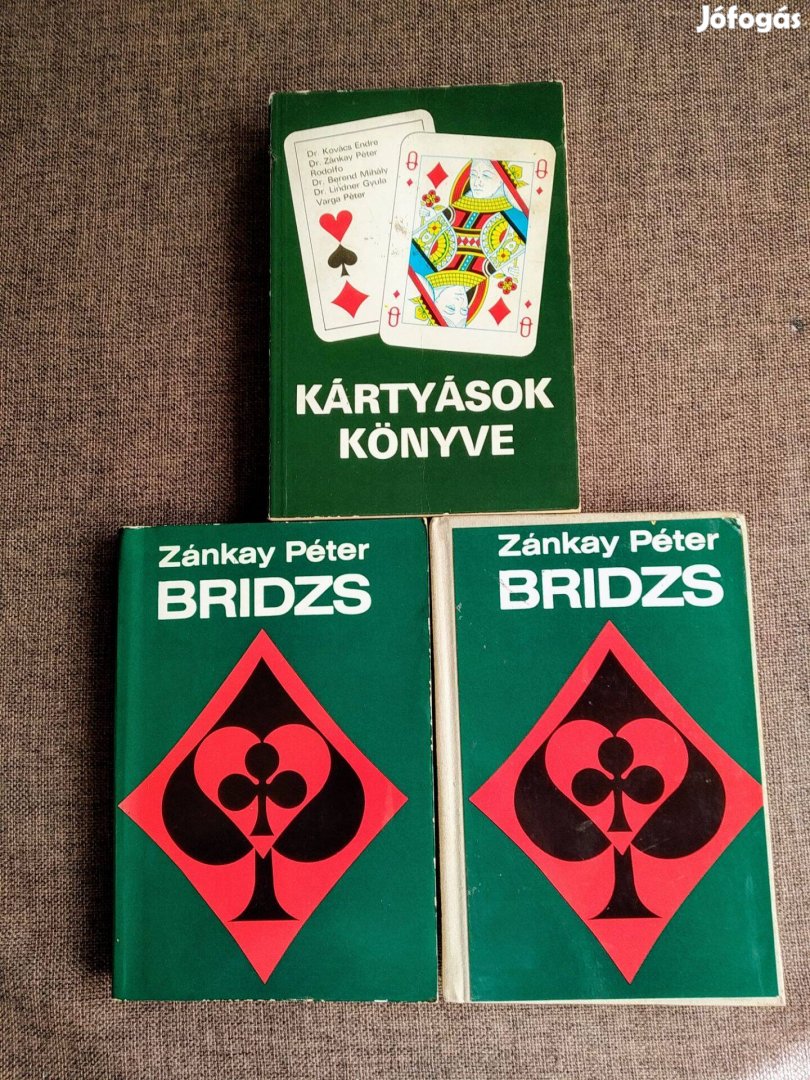 Jófogás
Dr. Kovács Endre
Dr. Zánkay Péter
Rodolfo
Dr. Berend Mihály
Dr. Lindner Gyula
Varga Péter
Q
Q
Q
Q
KÁRTYÁSOK
KÖNYVE
Zánkay Péter
BRIDZS
Zánkay Péter
BRIDZS